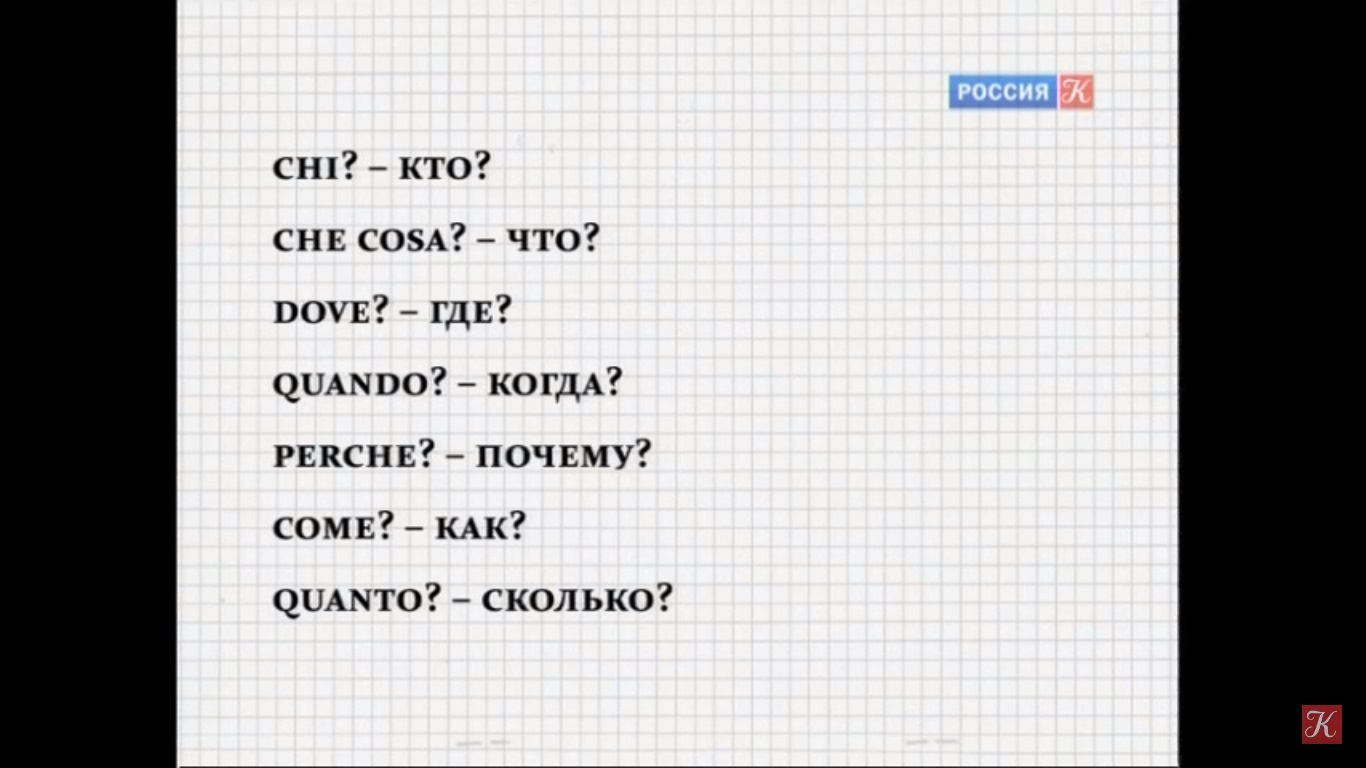 РОССИЯ К
CHI? – КТО?
CHE COSA? – ЧТО?
DOVE? – ГДЕ?
QUANDO? – КОГДА?
PERCHE? – ПОЧЕМУ?
COME? – КАК?
QUANTO? – СКОЛЬКО?
К